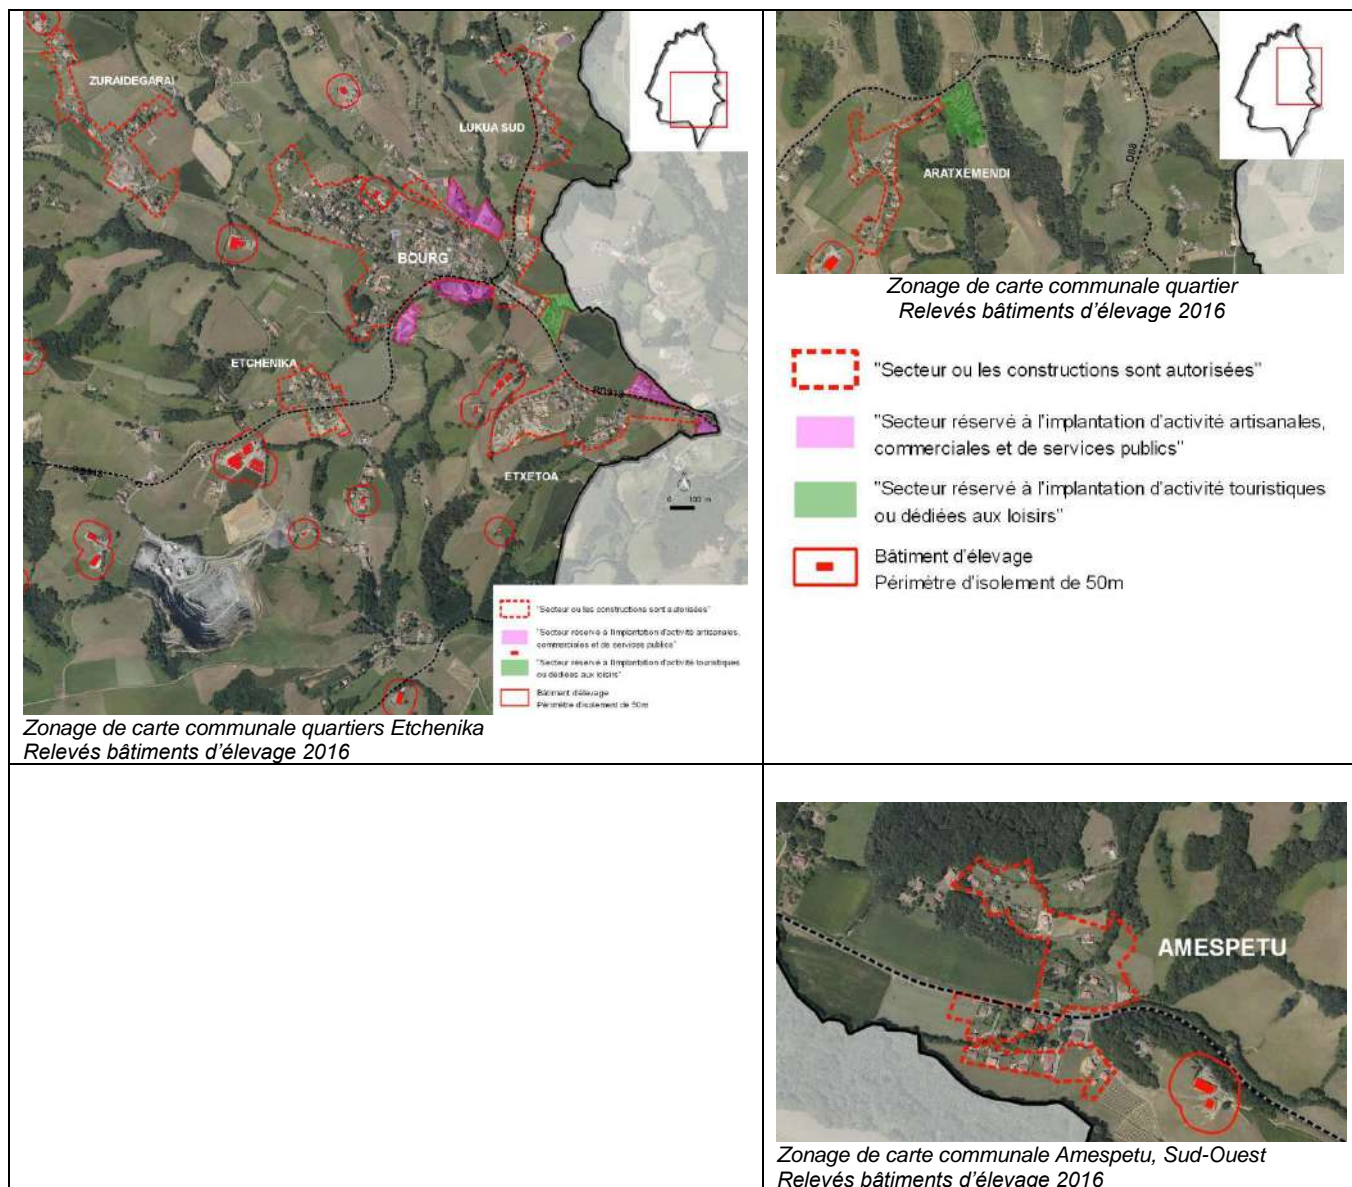 ZURAIDEGARAI
LUKUA SUD
BOURG
ETCHENIKA
ETXETOA
0 100 m
"Secteur ou les constructions sont autorisées"
"Secteur réservé à l'implantation d'activité artisanales,
commerciales et de services publics"
"Secteur réservé à l'implantation d'activité touristiques
ou dédiées aux loisirs"
Bâtiment d'élevage
Périmètre d'isolement de 50m
Zonage de carte communale quartiers Etchenika
Relevés bâtiments d'élevage 2016
ARATXEMENDI
D88
Zonage de carte communale quartier
Relevés bâtiments d'élevage 2016
"Secteur ou les constructions sont autorisées"
"Secteur réservé à l'implantation d'activité artisanales,
commerciales et de services publics"
"Secteur réservé à l'implantation d'activité touristiques
ou dédiées aux loisirs"
Bâtiment d'élevage
Périmètre d'isolement de 50m
AMESPETU
Zonage de carte communale Amespetu, Sud-Ouest
Relevés bâtiments d'élevage 2016